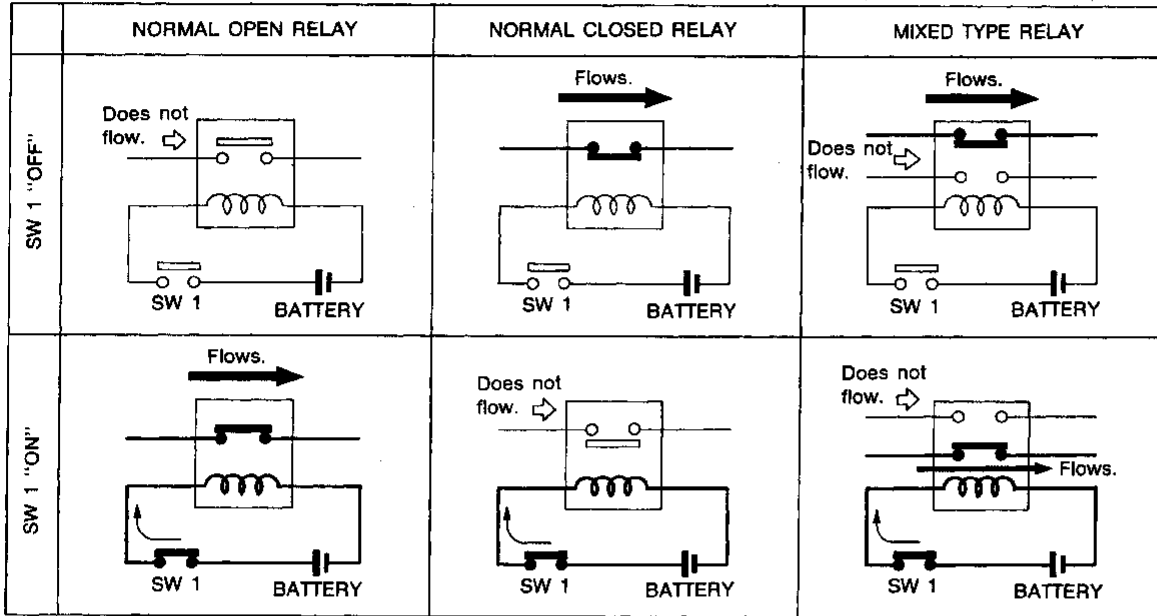 NORMAL OPEN RELAY
NORMAL CLOSED RELAY
MIXED TYPE RELAY
SW 1 "OFF"
Does not
flow.
SW 1
BATTERY
Flows.
SW 1
BATTERY
Flows.
Does not
flow.
SW 1
BATTERY
SW 1 "ON"
Flows.
SW 1
BATTERY
Does not
flow.
SW 1
BATTERY
Does not
flow.
Flows.
SW 1
BATTERY